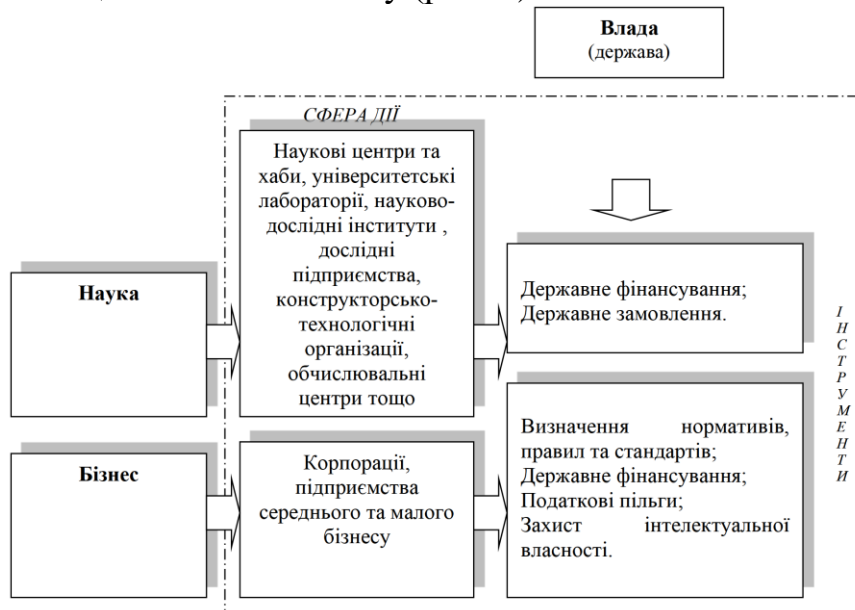 Влада
(держава)
СФЕРА ДІЇ
Наукові центри та
хаби, університетські
лабораторії, науково-
дослідні інститути ,
дослідні
підприємства,
конструкторсько-
технологічні
організації,
обчислювальні
центри тощо
Наука
Державне фінансування;
Державне замовлення.
ІНСТРУМЕНТИ
Бізнес
Корпорації,
підприємства
середнього та малого
бізнесу
Визначення нормативів,
правил та стандартів;
Державне фінансування;
Податкові пільги;
Захист інтелектуальної
власності.